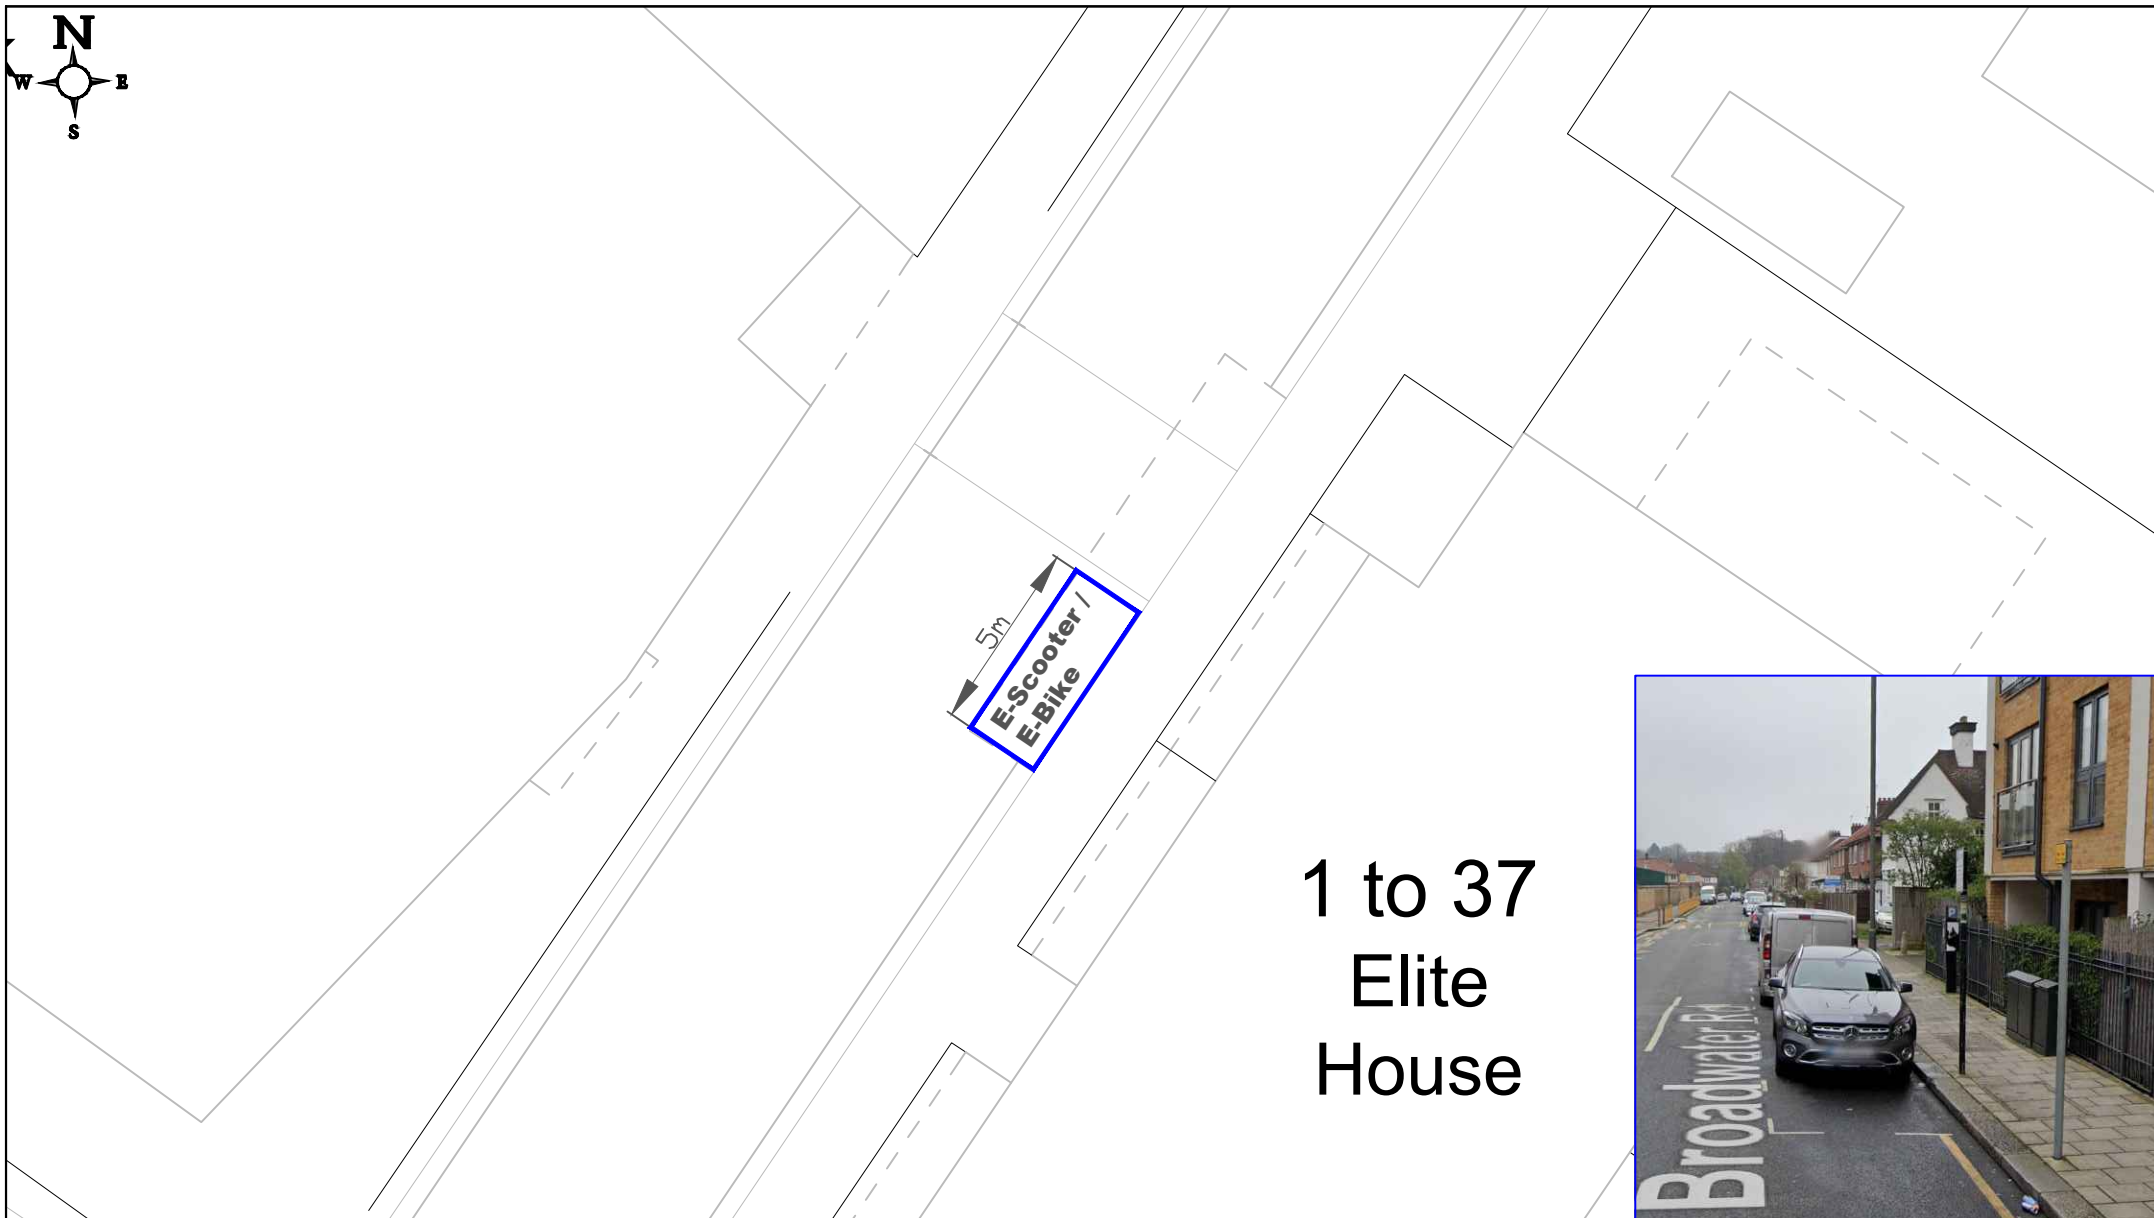 N
W E
S
5m
E-Scooter /
E-Bike
1 to 37
Elite
House
Broadwater Rd
P